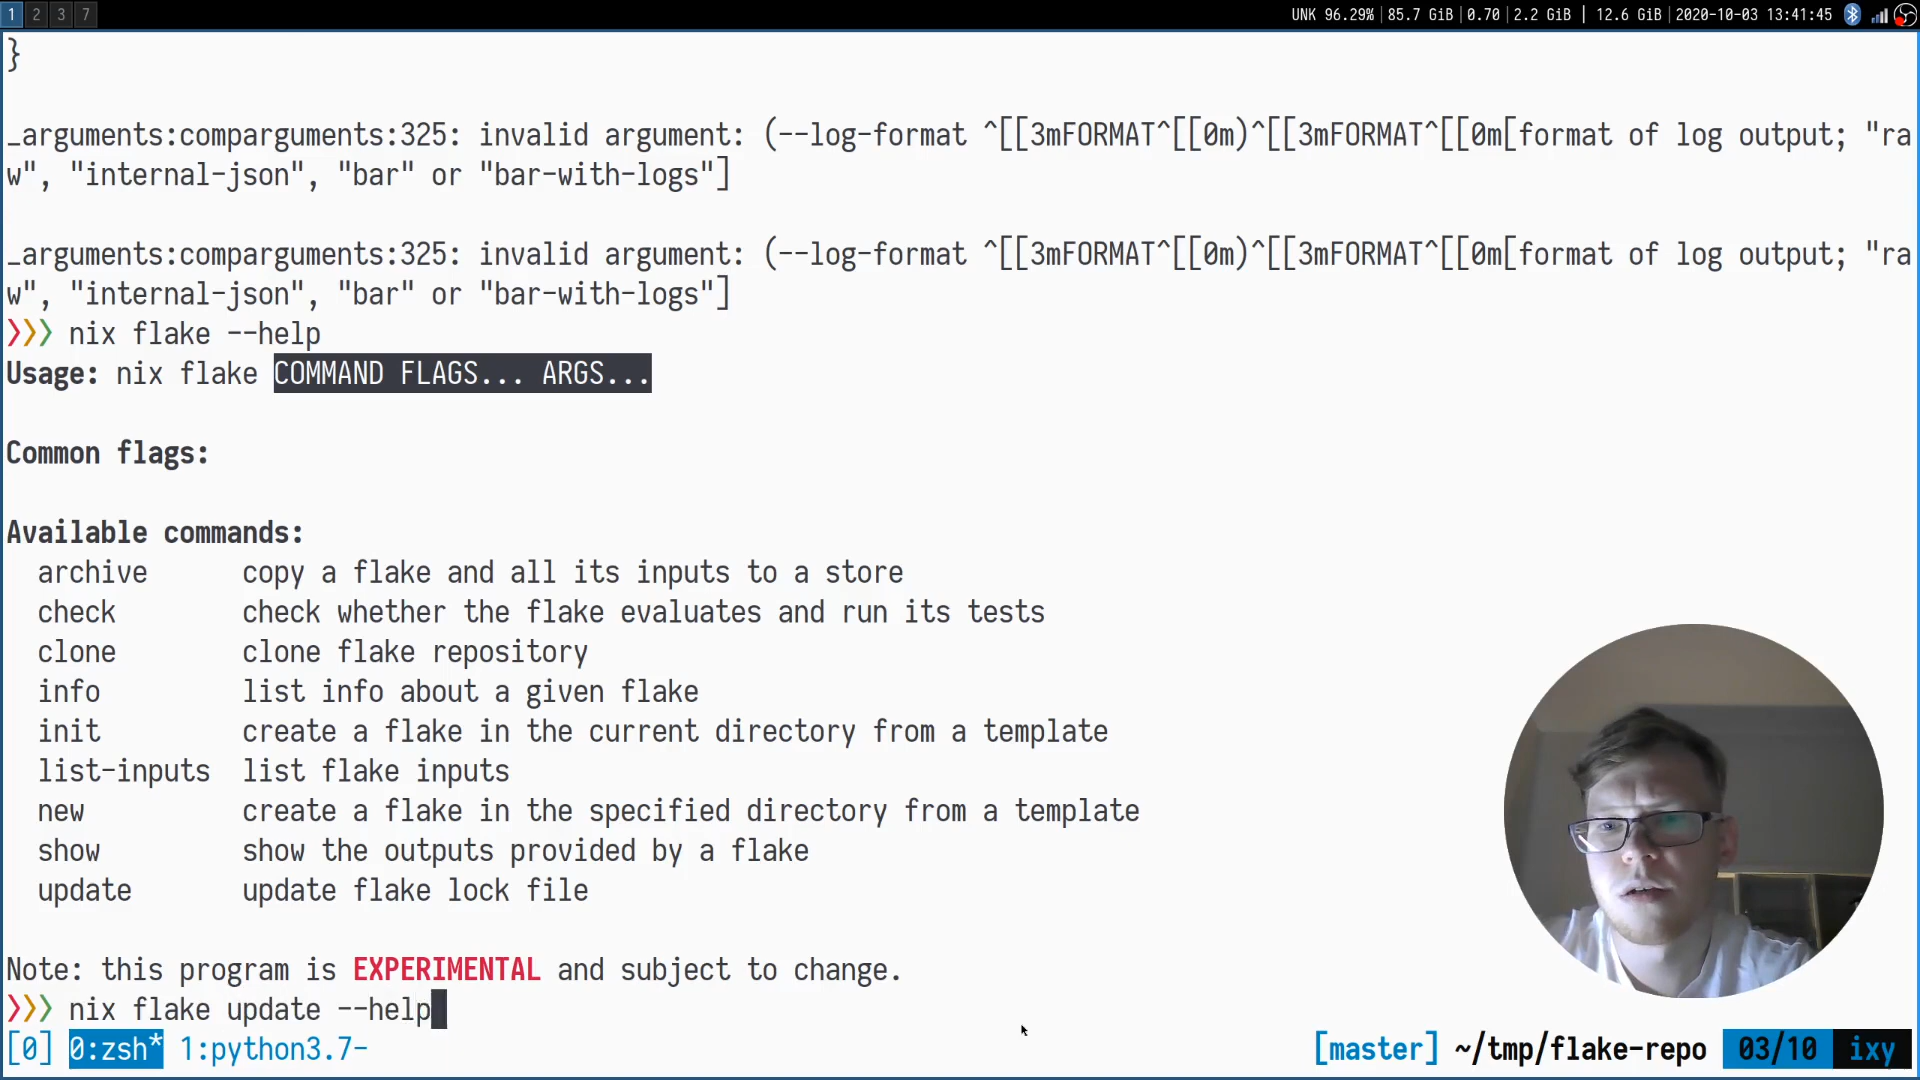 1 2 3 7 UNK 96.29% | 85.7 GiB | 0.70 | 2.2 GiB | 12.6 GiB | 2020-10-03 13:41:45
}
_arguments:comparguments:325: invalid argument: (--log-format ^[[3mFORMAT^[[0m)^[[3mFORMAT^[[0m[format of log output; "ra
w", "internal-json", "bar" or "bar-with-logs"]
_arguments:comparguments:325: invalid argument: (--log-format ^[[3mFORMAT^[[0m)^[[3mFORMAT^[[0m[format of log output; "ra
w", "internal-json", "bar" or "bar-with-logs"]
❯❯❯ nix flake --help
Usage: nix flake COMMAND FLAGS... ARGS...
Common flags:
Available commands:
archive copy a flake and all its inputs to a store
check check whether the flake evaluates and run its tests
clone clone flake repository
info list info about a given flake
init create a flake in the current directory from a template
list-inputs list flake inputs
new create a flake in the specified directory from a template
show show the outputs provided by a flake
update update flake lock file
Note: this program is EXPERIMENTAL and subject to change.
❯❯❯ nix flake update --help
[0] 0:zsh* 1:python3.7- [master] ~/tmp/flake-repo 03/10 ixy